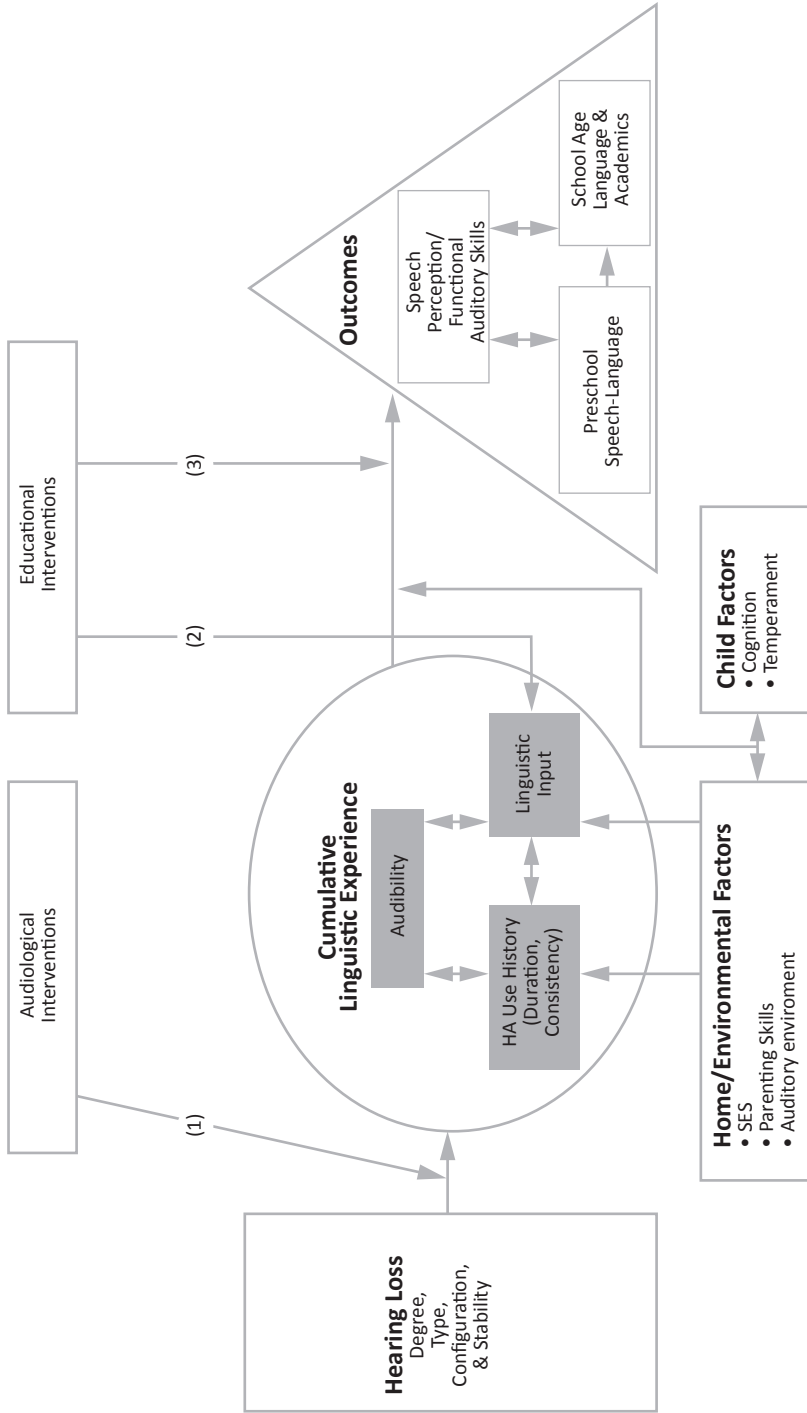 Audiological
Interventions
Educational
Interventions
(1)
(2)
(3)
Hearing Loss
Degree,
Type,
Configuration,
& Stability
Cumulative
Linguistic Experience
Audibility
HA Use History
(Duration,
Consistency)
Linguistic
Input
Outcomes
Speech
Perception/
Functional
Auditory Skills
Preschool
Speech-Language
School Age
Language &
Academics
Home/Environmental Factors
• SES
• Parenting Skills
• Auditory enviroment
Child Factors
• Cognition
• Temperament